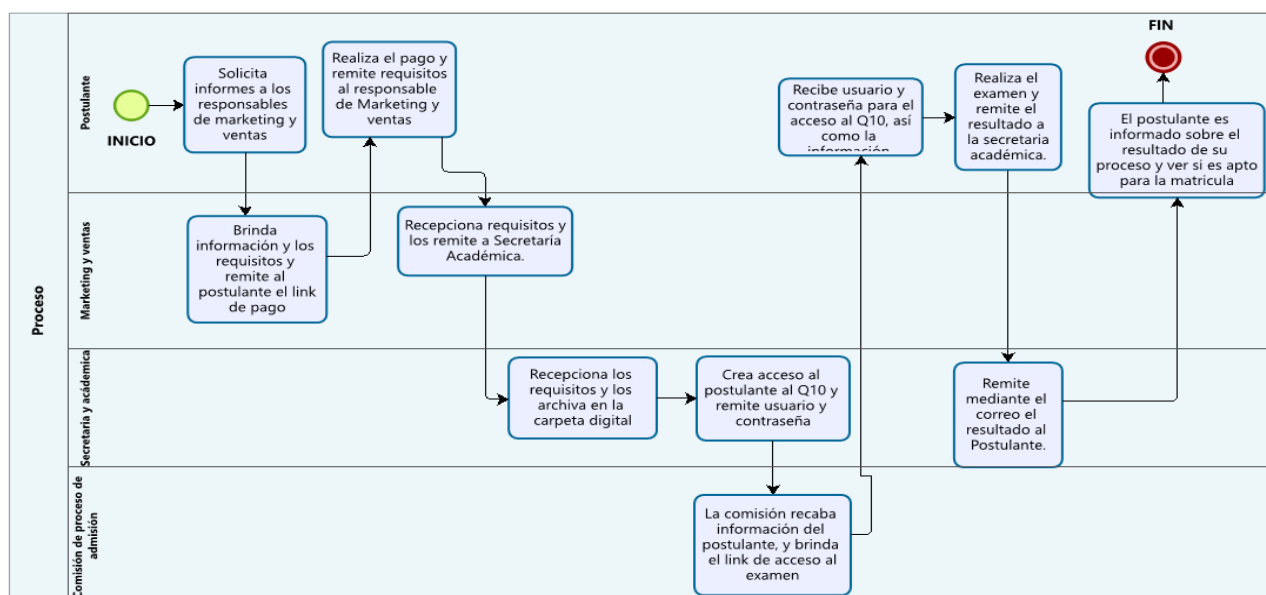 Proceso
Postulante
INICIO
Solicita
informes a los
responsables
de marketing y
ventas
Realiza el pago y
remite requisitos
al responsable
de Marketing y
ventas
Recibe usuario y
contraseña para el
acceso al Q10, así
como la
información
Realiza el
examen y
remite el
resultado a
la secretaria
académica.
FIN
El postulante es
informado sobre el
resultado de su
proceso y ver si es apto
para la matricula
Marketing y ventas
Brinda
información y los
requisitos y
remite al
postulante el link
de pago
Recepciona requisitos y
los remite a Secretaría
Académica.
Secretaria y acádemica
Recepciona los
requisitos y los
archiva en la
carpeta digital
Crea acceso al
postulante al Q10 y
remite usuario y
contraseña
Remite
mediante el
correo el
resultado al
Postulante.
Comisión de proceso de
admisión
La comisión recaba
información del
postulante, y brinda
el link de acceso al
examen